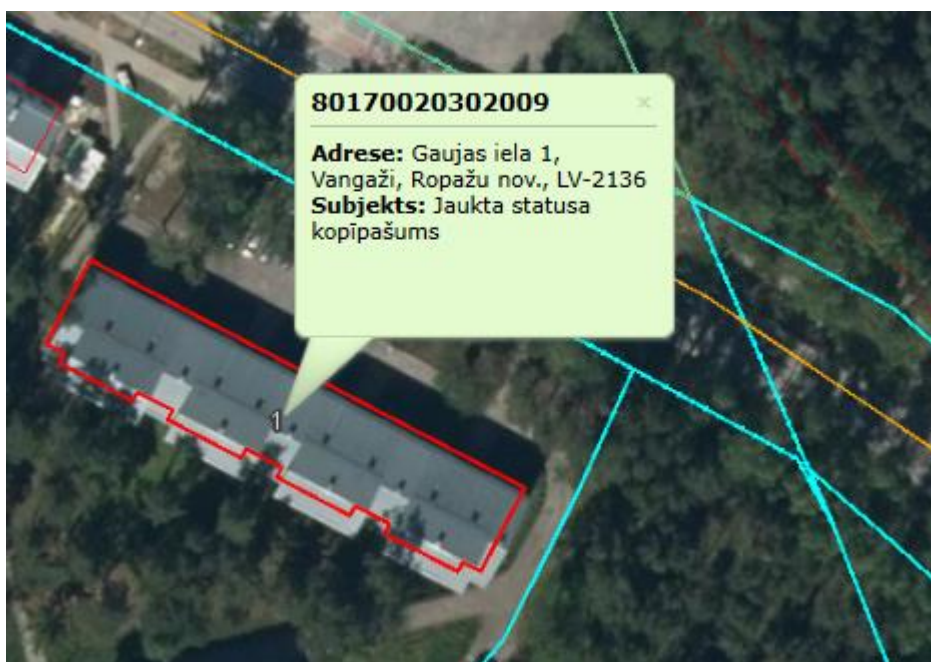 80170020302009
Adrese: Gaujas iela 1,
Vangaži, Ropažu nov., LV-2136
Subjekts: Jaukta statusa
kopīpašums
1